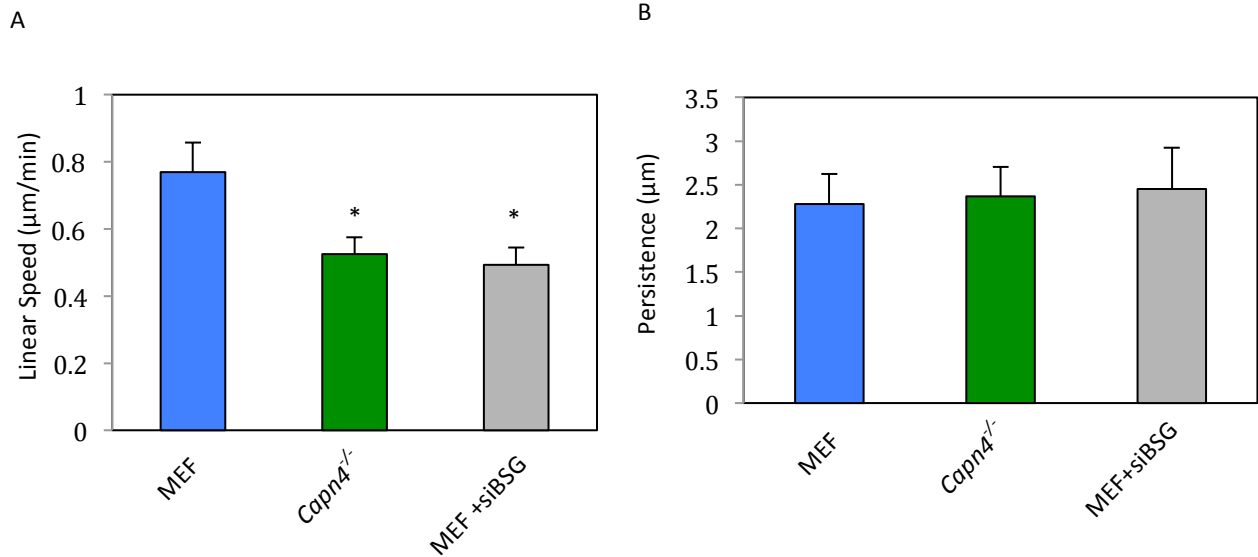 A
Linear Speed (µm/min)
1
0.8
0.6
0.4
0.2
0
*
*
MEF
Capn4-/-
MEF +siBSG
B
Persistence (µm)
3.5
3
2.5
2
1.5
1
0.5
0
MEF
Capn4-/-
MEF+siBSG